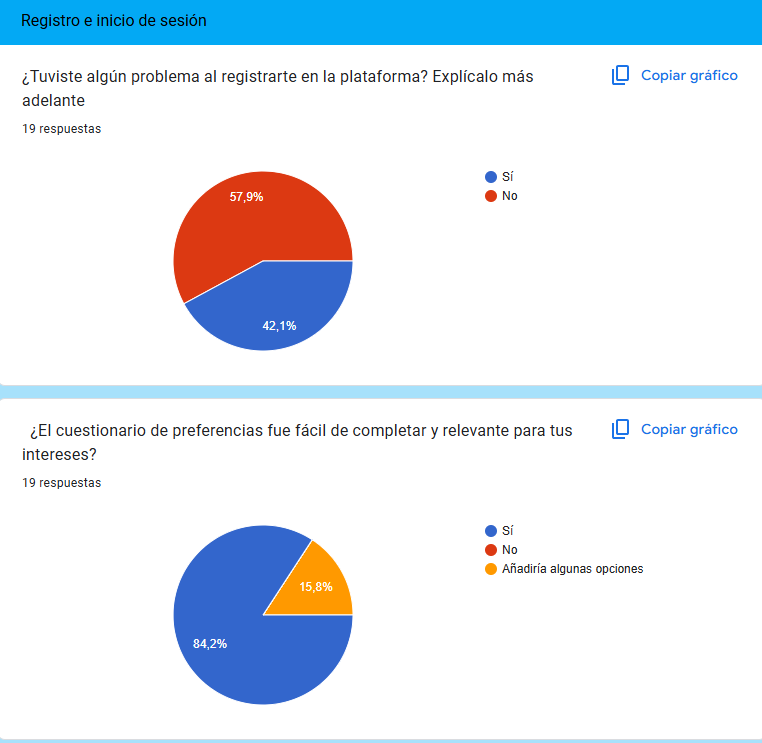 Registro e inicio de sesión
¿Tuviste algún problema al registrarte en la plataforma? Explícalo más
adelante
Copiar gráfico
19 respuestas
57,9%
42,1%
Sí
No
¿El cuestionario de preferencias fue fácil de completar y relevante para tus
intereses?
Copiar gráfico
19 respuestas
15,8%
84,2%
Sí
No
Añadiría algunas opciones